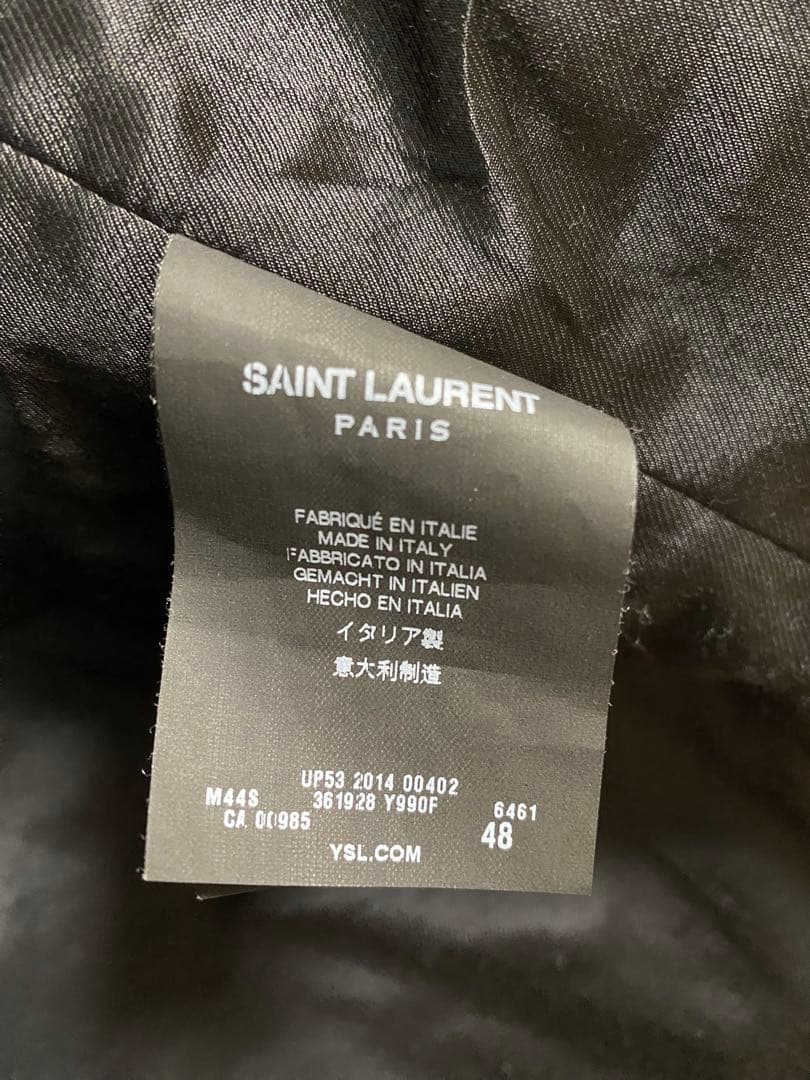 SAINT LAURENT
PARIS
FABRIQUÉ EN ITALIE
MADE IN ITALY
FABBRICATO IN ITALIA
GEMACHT IN ITALIEN
HECHO EN ITALIA
イタリア製
意大利制造
UP53 2014 00402
M44S 361928 Y990F 6461
CA 00985 48
YSL.COM